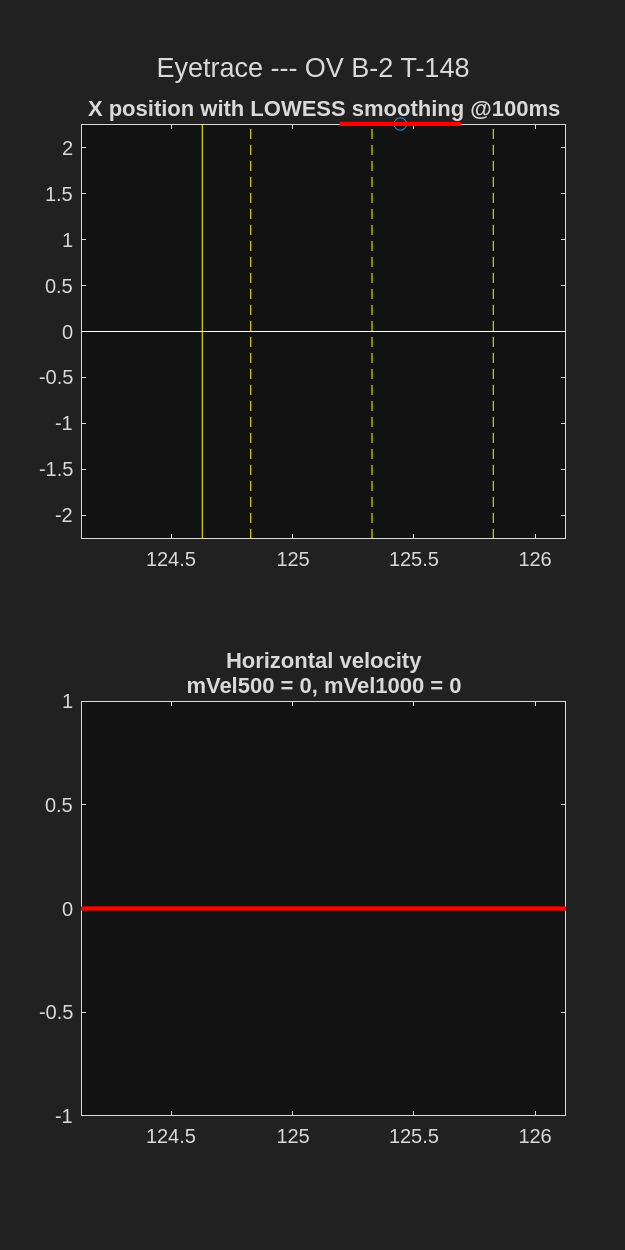 Eyetrace --- OV B-2 T-148
X position with LOWESS smoothing @100ms
2
1.5
1
0.5
0
-0.5
-1
-1.5
-2
124.5 125 125.5 126
Horizontal velocity
mVel500 = 0, mVel1000 = 0
1
0.5
0
-0.5
-1
124.5 125 125.5 126